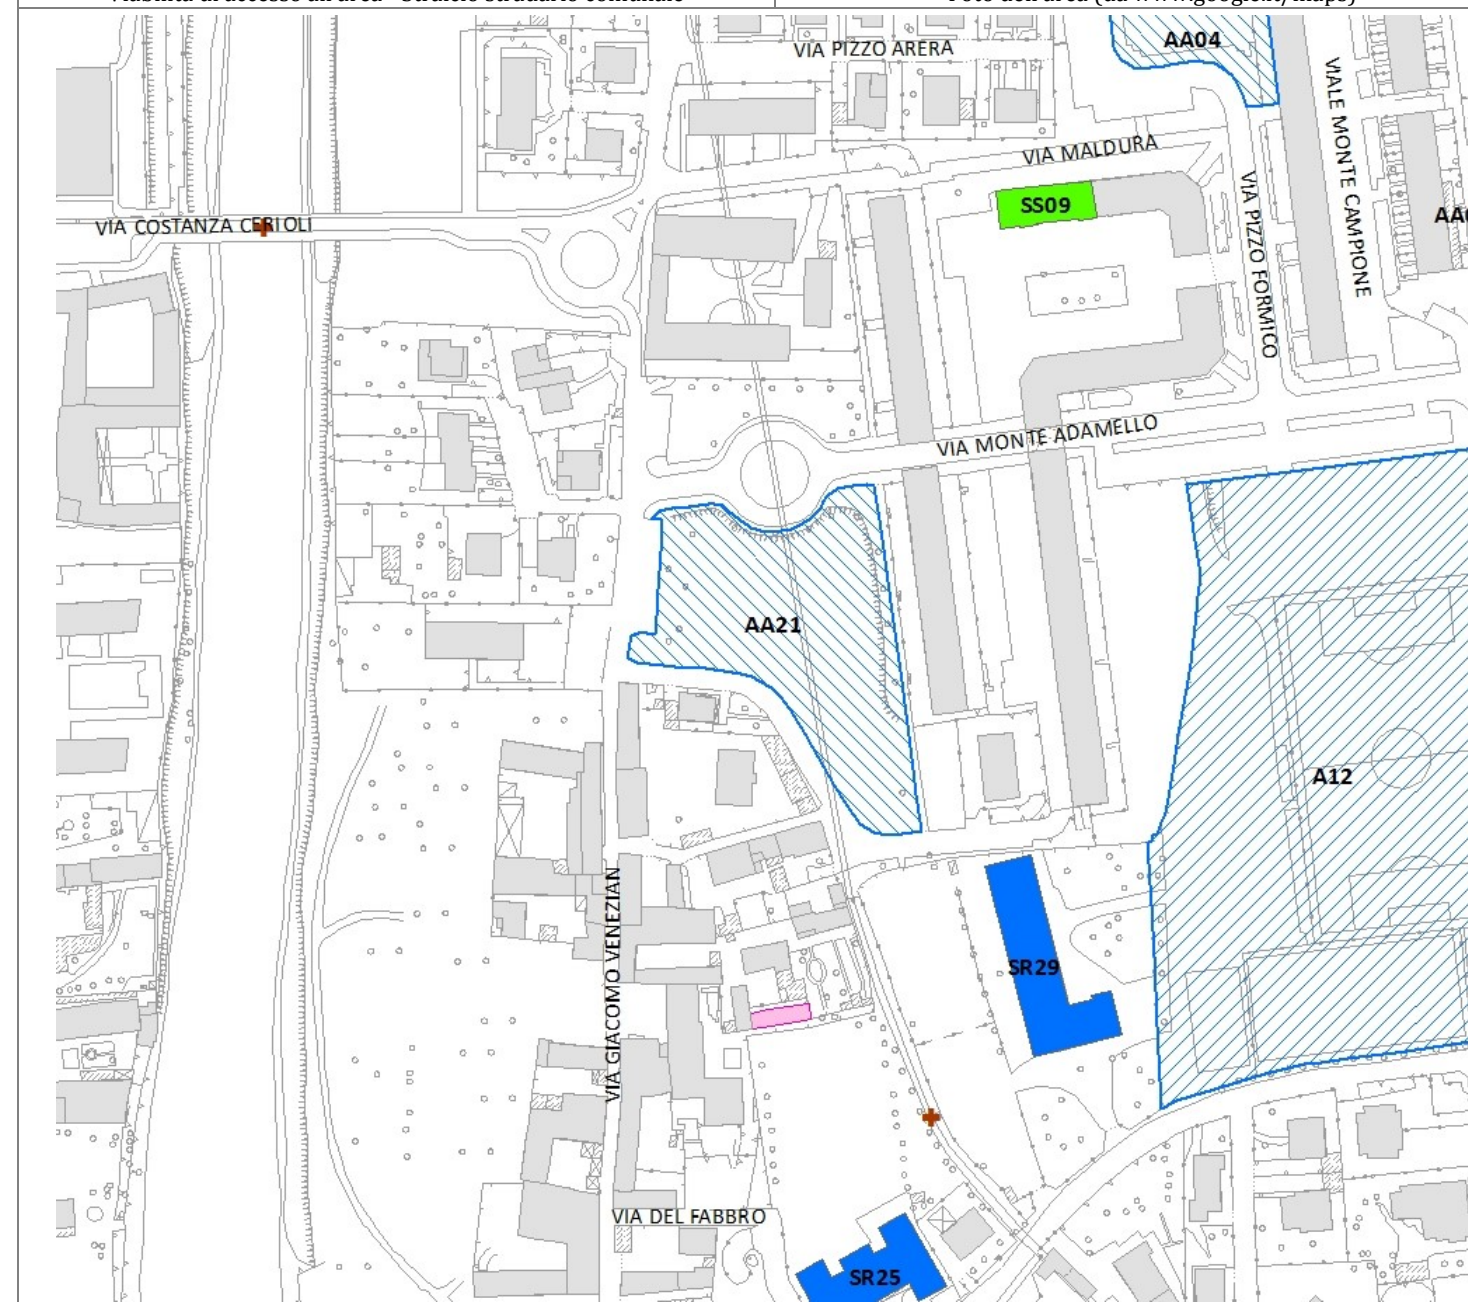 VIA PIZZO ARERA
AA04
VIALE MONTE CAMPIONE
VIA MALDURA
VIA PIZZO FORMICO
SS09
VIA COSTANZA CERIOLI
VIA MONTE ADAMELLO
AA21
A12
VIA GIACOMO VENEZIAN
SR29
VIA DEL FABBRO
SR25